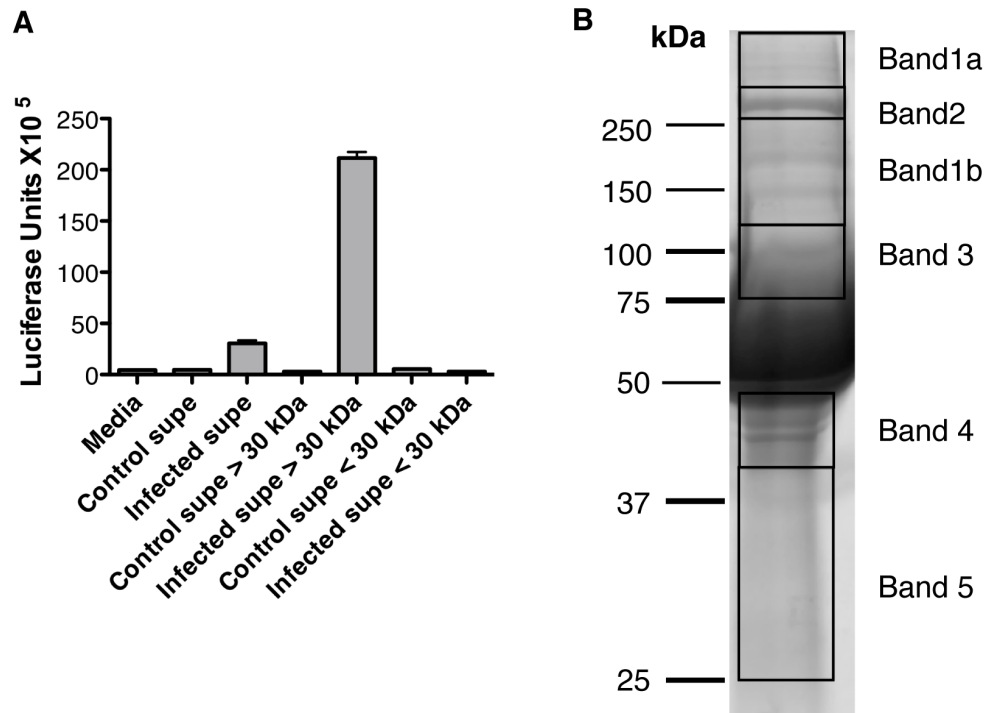 A
Luciferase Units X10 5
250
200
150
100
50
0
Media
Control supe
Infected supe
Control supe > 30 kDa
Infected supe > 30 kDa
Control supe < 30 kDa
Infected supe < 30 kDa
B
kDa
250
150
100
75
50
37
25
Band1a
Band2
Band1b
Band 3
Band 4
Band 5